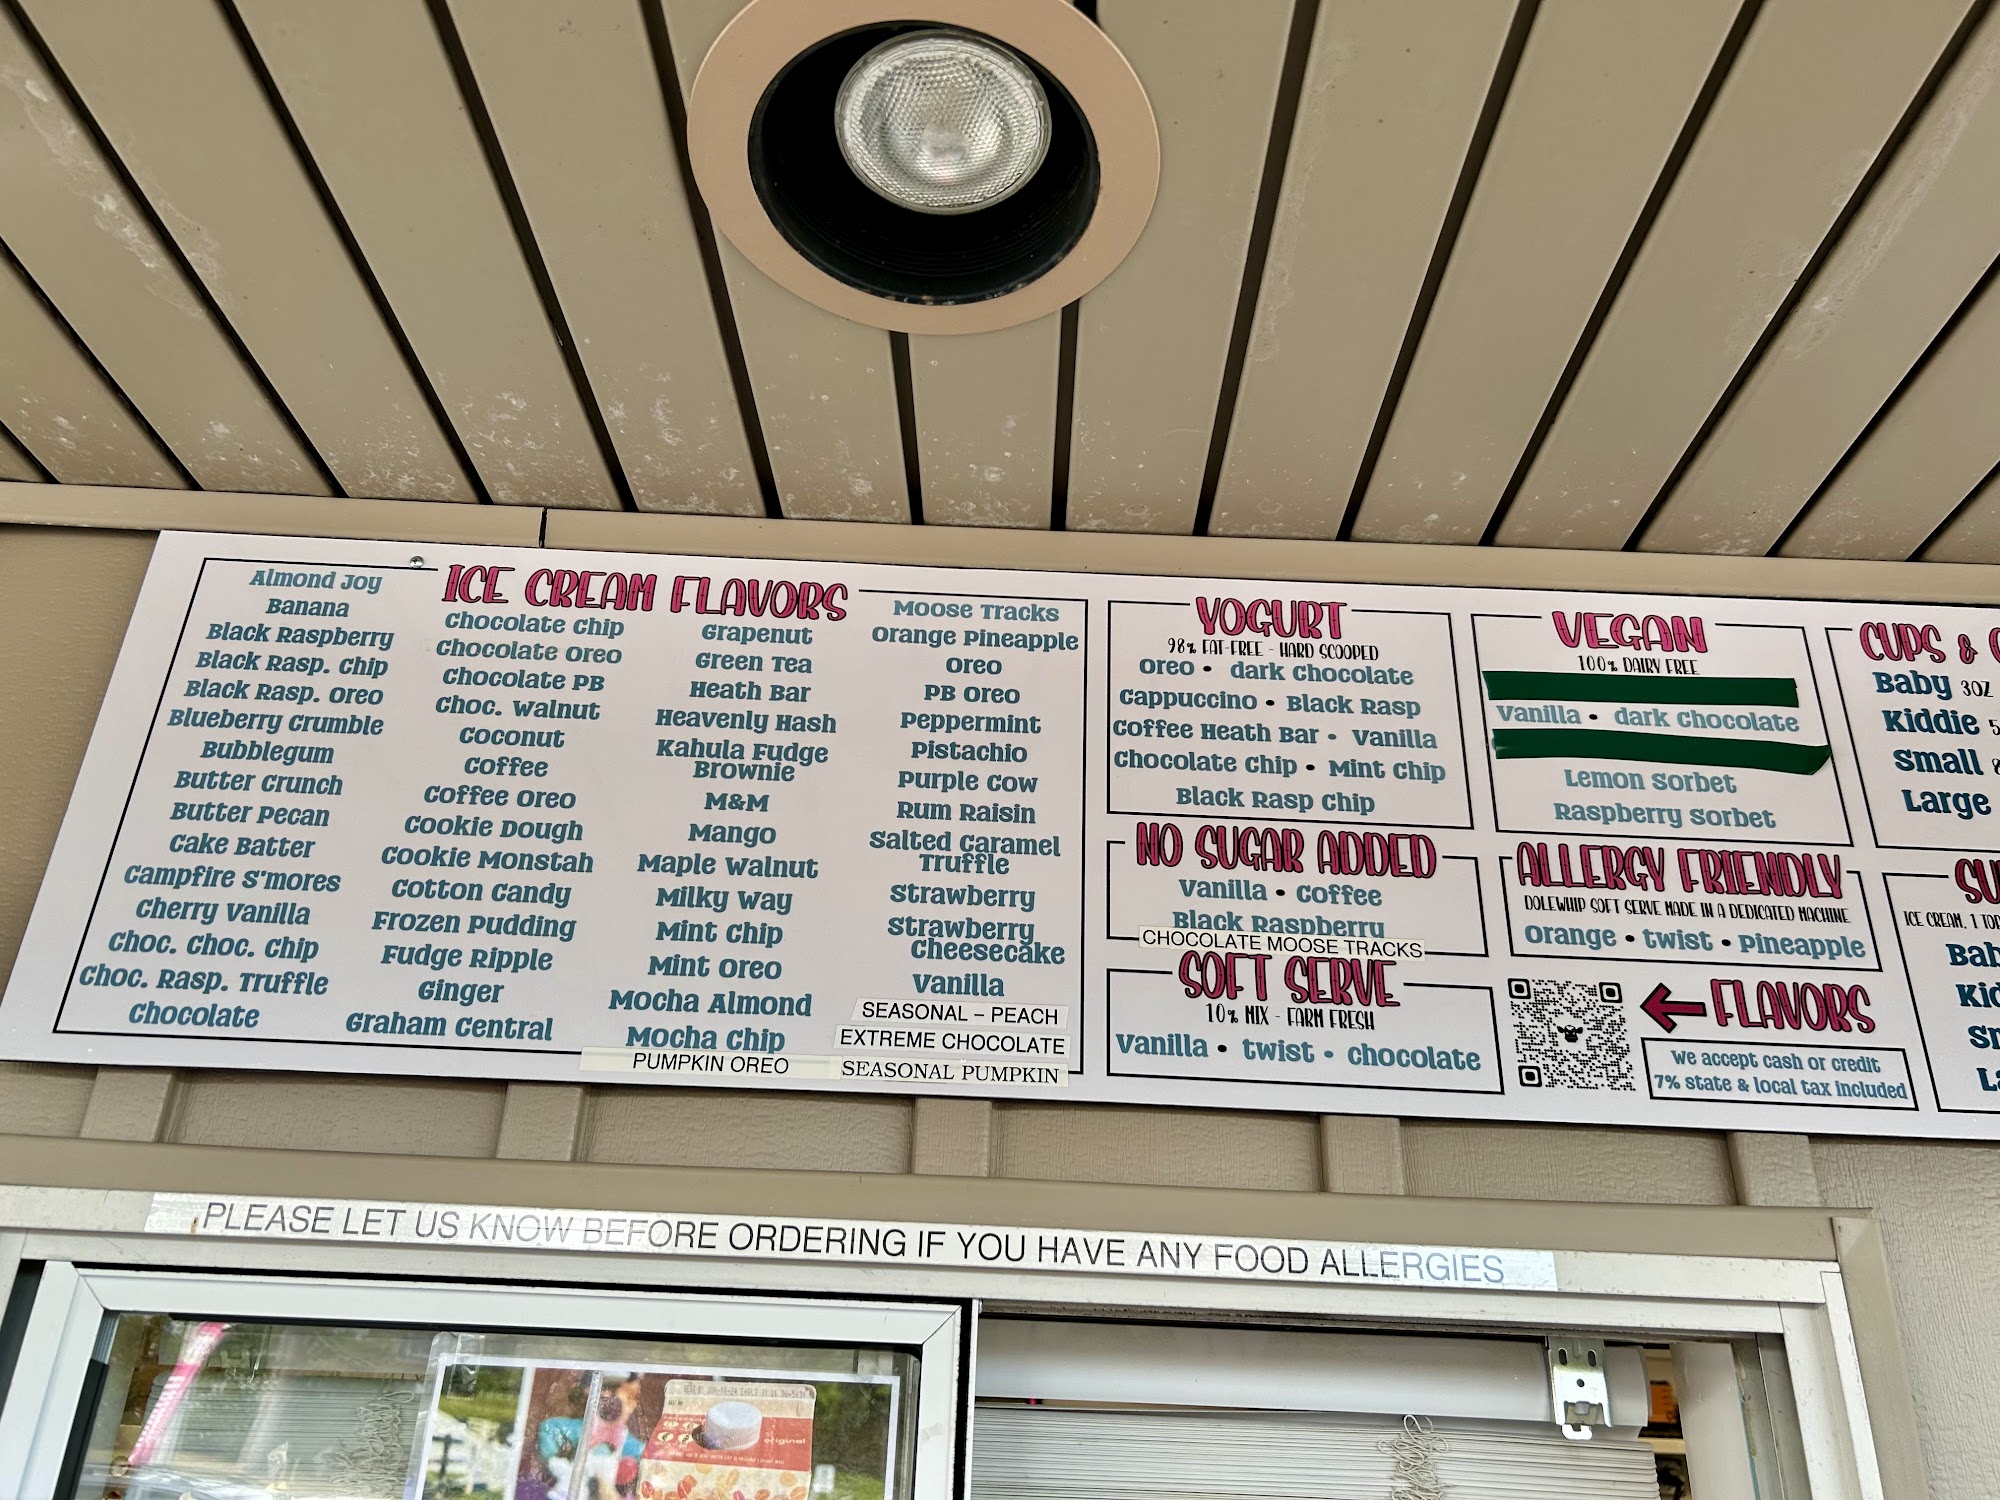 ICE CREAM FLAVORS
Almond Joy
Banana
Black Raspberry
Black Rasp. Chip
Black Rasp. Oreo
Blueberry Crumble
Bubblegum
Butter Crunch
Butter Pecan
Cake Batter
Campfire S'mores
Cherry Vanilla
Choc. Choc. Chip
Choc. Rasp. Truffle
Chocolate
Chocolate Chip
Chocolate Oreo
Chocolate PB
Choc. Walnut
Coconut
Coffee
Coffee Oreo
Cookie Dough
Cookie Monstah
Cotton Candy
Frozen Pudding
Fudge Ripple
Ginger
Graham Central
Grapenut
Green Tea
Heath Bar
Heavenly Hash
Kahula Fudge
Brownie
M&M
Mango
Maple Walnut
Milky Way
Mint Chip
Mint Oreo
Mocha Almond
Mocha Chip
PUMPKIN OREO
Moose Tracks
Orange Pineapple
Oreo
PB Oreo
Peppermint
Pistachio
Purple Cow
Rum Raisin
Salted Caramel
Truffle
Strawberry
Strawberry
Cheesecake
Vanilla
SEASONAL – PEACH
EXTREME CHOCOLATE
SEASONAL PUMPKIN
YOGURT
98% FAT-FREE - HARD SCOOPED
Oreo • Dark Chocolate
Cappuccino • Black Rasp
Coffee Heath Bar • Vanilla
Chocolate Chip • Mint Chip
Black Rasp Chip
NO SUGAR ADDED
Vanilla • Coffee
Black Raspberry
CHOCOLATE MOOSE TRACKS
SOFT SERVE
10% MIX - FARM FRESH
Vanilla • Twist • Chocolate
VEGAN
100% DAIRY FREE
Vanilla • Dark Chocolate
Lemon Sorbet
Raspberry Sorbet
ALLERGY FRIENDLY
DOLEWHIP SOFT SERVE MADE IN A DEDICATED MACHINE
Orange • Twist • Pineapple
FLAVORS
We accept cash or credit
7% state & local tax included
CUPS &
Baby 3OZ
Kiddie 5
Small 8
Large
ICE CREAM, 1
PLEASE LET US KNOW BEFORE ORDERING IF YOU HAVE ANY FOOD ALLERGIES
original